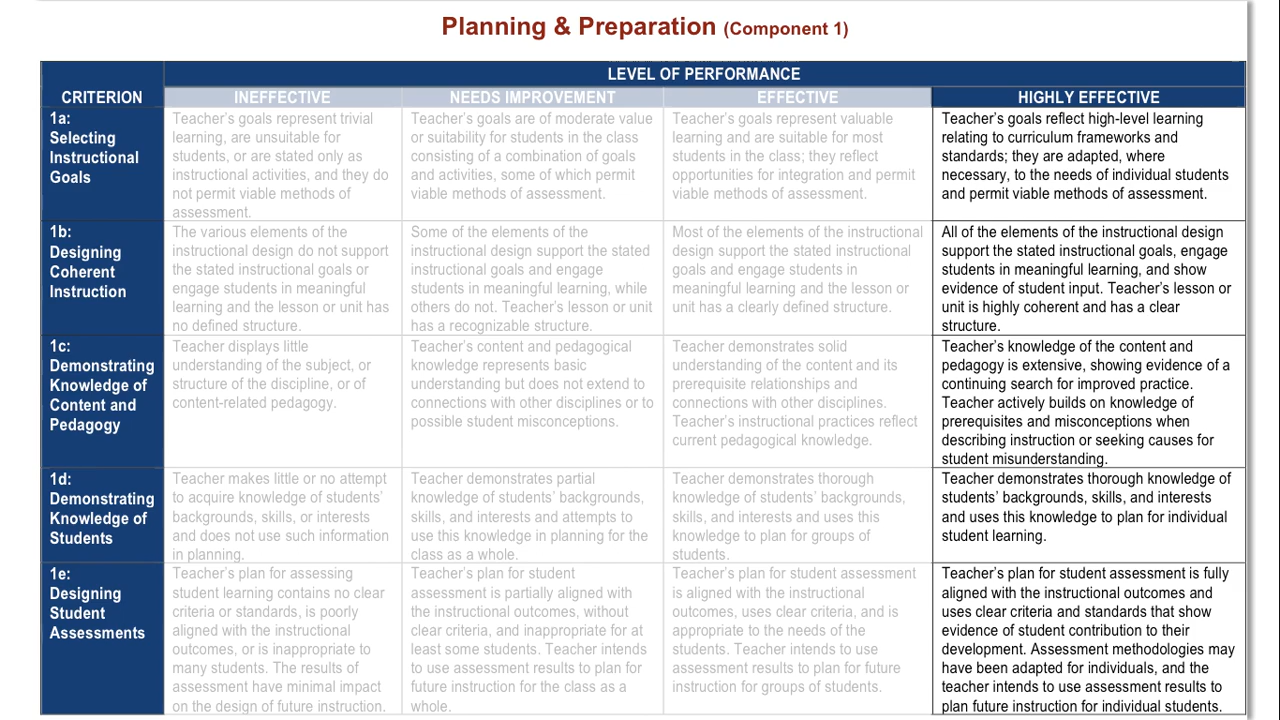 Planning & Preparation (Component 1)
LEVEL OF PERFORMANCE
CRITERION
INEFFECTIVE
NEEDS IMPROVEMENT
EFFECTIVE
HIGHLY EFFECTIVE
1a:
Selecting
Instructional
Goals
Teacher's goals represent trivial
learning, are unsuitable for
students, or are stated only as
instructional activities, and they do
not permit viable methods of
assessment.
Teacher's goals are of moderate value
or suitability for students in the class
consisting of a combination of goals
and activities, some of which permit
viable methods of assessment.
Teacher's goals represent valuable
learning and are suitable for most
students in the class; they reflect
opportunities for integration and permit
viable methods of assessment.
Teacher's goals reflect high-level learning
relating to curriculum frameworks and
standards; they are adapted, where
necessary, to the needs of individual students
and permit viable methods of assessment.
1b:
Designing
Coherent
Instruction
The various elements of the
instructional design do not support
the stated instructional goals or
engage students in meaningful
learning and the lesson or unit has
no defined structure.
Some of the elements of the
instructional design support the stated
instructional goals and engage
students in meaningful learning, while
others do not. Teacher's lesson or unit
has a recognizable structure.
Most of the elements of the instructional
design support the stated instructional
goals and engage students in
meaningful learning and the lesson or
unit has a clearly defined structure.
All of the elements of the instructional design
support the stated instructional goals, engage
students in meaningful learning, and show
evidence of student input. Teacher's lesson or
unit is highly coherent and has a clear
structure.
1c:
Demonstrating
Knowledge of
Content and
Pedagogy
Teacher displays little
understanding of the subject, or
structure of the discipline, or of
content-related pedagogy.
Teacher's content and pedagogical
knowledge represents basic
understanding but does not extend to
connections with other disciplines or to
possible student misconceptions.
Teacher demonstrates solid
understanding of the content and its
prerequisite relationships and
connections with other disciplines.
Teacher's instructional practices reflect
current pedagogical knowledge.
Teacher's knowledge of the content and
pedagogy is extensive, showing evidence of a
continuing search for improved practice.
Teacher actively builds on knowledge of
prerequisites and misconceptions when
describing instruction or seeking causes for
student misunderstanding.
1d:
Demonstrating
Knowledge of
Students
Teacher makes little or no attempt
to acquire knowledge of students'
backgrounds, skills, or interests
and does not use such information
in planning.
Teacher demonstrates partial
knowledge of students' backgrounds,
skills, and interests and attempts to
use this knowledge in planning for the
class as a whole.
Teacher demonstrates thorough
knowledge of students' backgrounds,
skills, and interests and uses this
knowledge to plan for groups of
students.
Teacher demonstrates thorough knowledge of
students' backgrounds, skills, and interests
and uses this knowledge to plan for individual
student learning.
1e:
Designing
Student
Assessments
Teacher's plan for assessing
student learning contains no clear
criteria or standards, is poorly
aligned with the instructional
outcomes, or is inappropriate to
many students. The results of
assessment have minimal impact
on the design of future instruction.
Teacher's plan for student
assessment is partially aligned with
the instructional outcomes, without
clear criteria, and inappropriate for at
least some students. Teacher intends
to use assessment results to plan for
future instruction for the class as a
whole.
Teacher's plan for student assessment
is aligned with the instructional
outcomes, uses clear criteria, and is
appropriate to the needs of the
students. Teacher intends to use
assessment results to plan for future
instruction for groups of students.
Teacher's plan for student assessment is fully
aligned with the instructional outcomes and
uses clear criteria and standards that show
evidence of student contribution to their
development. Assessment methodologies may
have been adapted for individuals, and the
teacher intends to use assessment results to
plan future instruction for individual students.